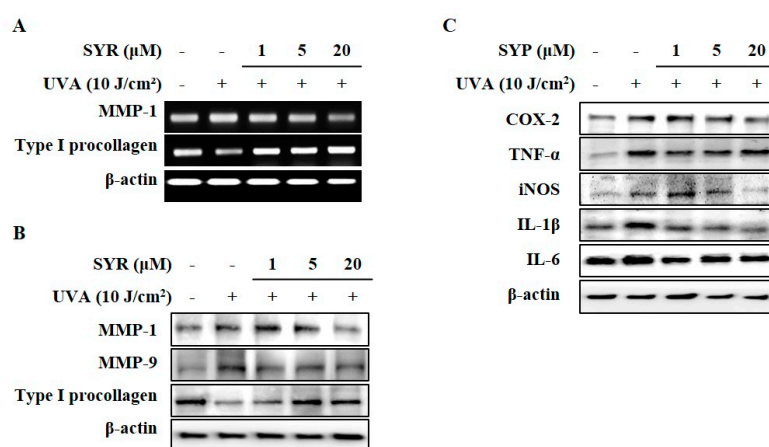 A
SYR (μM) - - 1 5 20
UVA (10 J/cm²) - + + + +
MMP-1
Type I procollagen
β-actin
B
SYR (μM) - - 1 5 20
UVA (10 J/cm²) - + + + +
MMP-1
MMP-9
Type I procollagen
β-actin
C
SYP (μM) - - 1 5 20
UVA (10 J/cm²) - + + + +
COX-2
TNF-α
iNOS
IL-1β
IL-6
β-actin